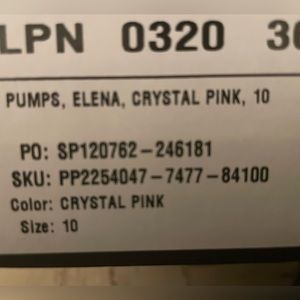 LPN 0320
PUMPS, ELENA, CRYSTAL PINK, 10
PO: SP120762-246181
SKU: PP2254047-7477-84100
Color: CRYSTAL PINK
Size: 10